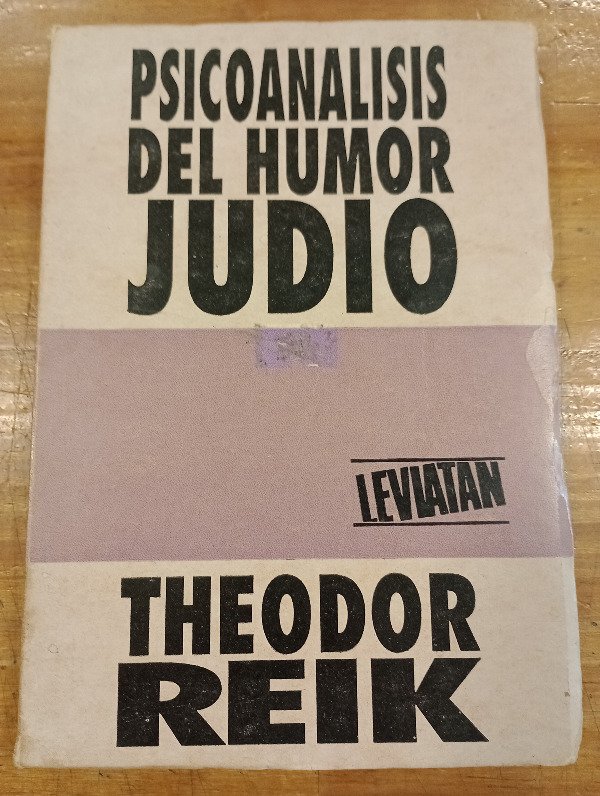 PSICOANALISIS
DEL HUMOR
JUDIO
LEVIATAN
THEODOR
REIK